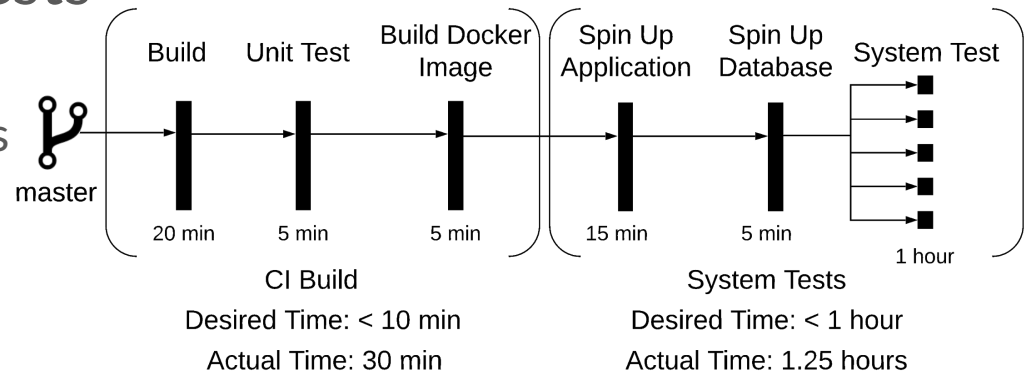 Build
Unit Test
Build Docker
Image
Spin Up
Application
Spin Up
Database
System Test
master
20 min
5 min
5 min
15 min
5 min
1 hour
CI Build
Desired Time: < 10 min
Actual Time: 30 min
System Tests
Desired Time: < 1 hour
Actual Time: 1.25 hours